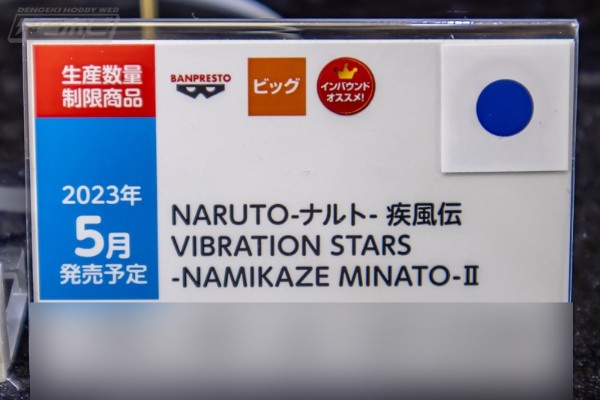 DENGEKI HOBBY WEB
生産数量
制限商品
BANPRESTO
ビッグ
インバウンド
オススメ!
2023年
5月
発売予定
NARUTO-ナルト- 疾風伝
VIBRATION STARS
-NAMIKAZE MINATO-Ⅱ